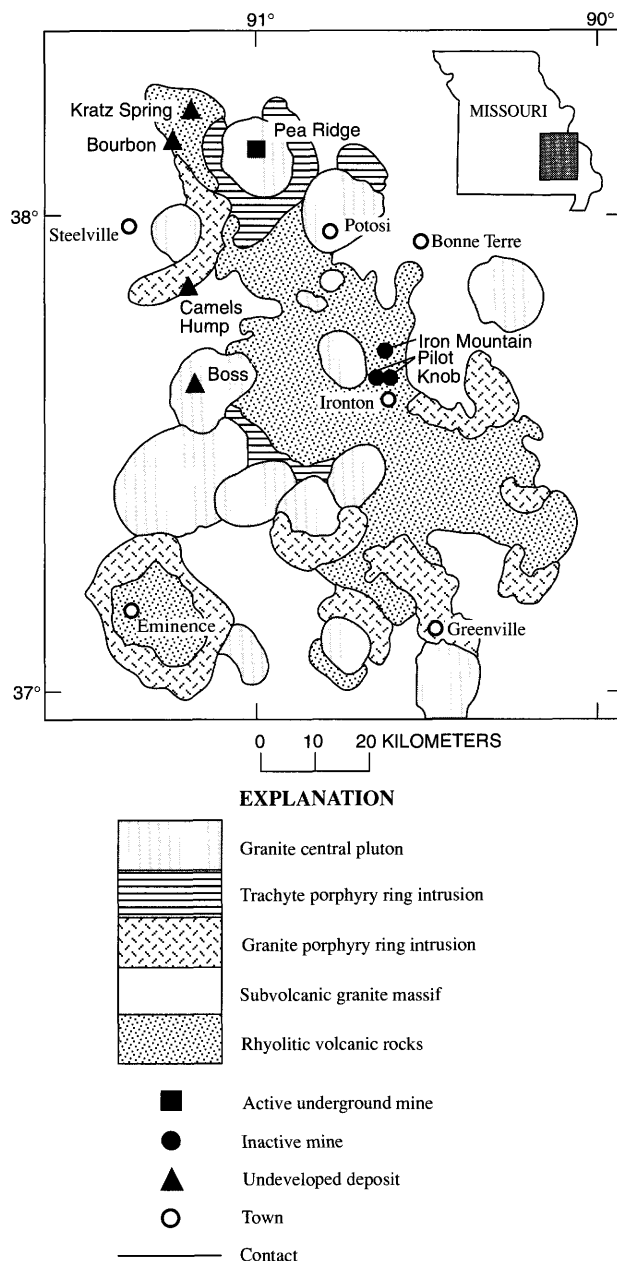 91°
90°
Kratz Spring
Bourbon
Pea Ridge
MISSOURI
38°
Steelville
Potosi
Bonne Terre
Camels
Hump
Iron Mountain
Pilot
Knob
Boss
Ironton
Eminence
Greenville
37°
0 10 20 KILOMETERS
EXPLANATION
Granite central pluton
Trachyte porphyry ring intrusion
Granite porphyry ring intrusion
Subvolcanic granite massif
Rhyolitic volcanic rocks
Active underground mine
Inactive mine
Undeveloped deposit
Town
Contact